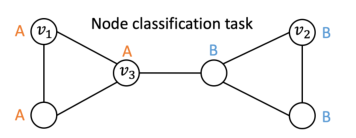 Node classification task
A v₁
v₂ B
A
v₃
B
A
B